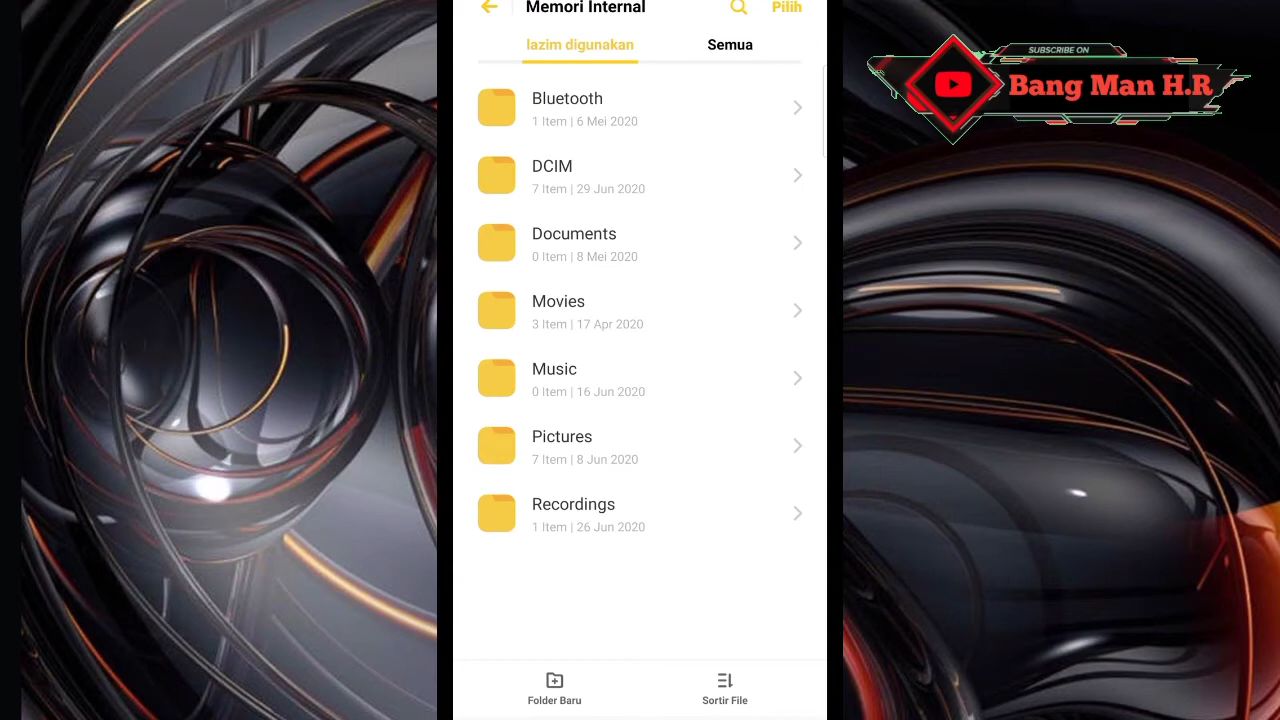 Memori Internal
Pilih
lazim digunakan
Semua
Bluetooth
1 Item | 6 Mei 2020
DCIM
7 Item | 29 Jun 2020
Documents
0 Item | 8 Mei 2020
Movies
3 Item | 17 Apr 2020
Music
0 Item | 16 Jun 2020
Pictures
7 Item | 8 Jun 2020
Recordings
1 Item | 26 Jun 2020
Folder Baru
Sortir File
SUBSCRIBE ON
Bang Man H.R